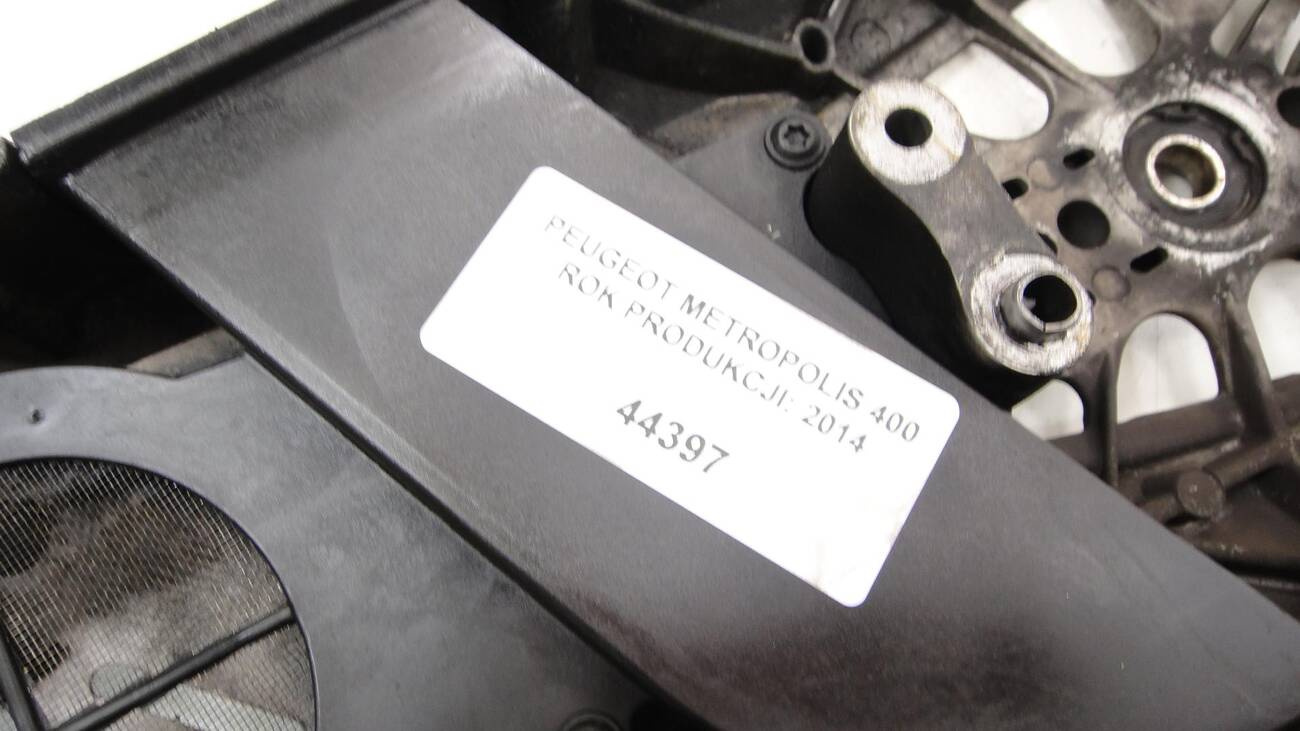 PEUGEOT METROPOLIS 400
ROK PRODUKCJI: 2014
44397